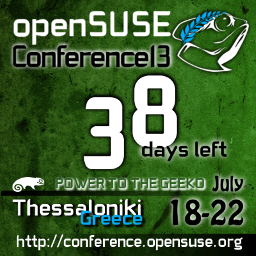 openSUSE
Conference13
38
days left
POWER TO THE GEEKO July
Thessaloniki 18-22
Greece
http://conference.opensuse.org